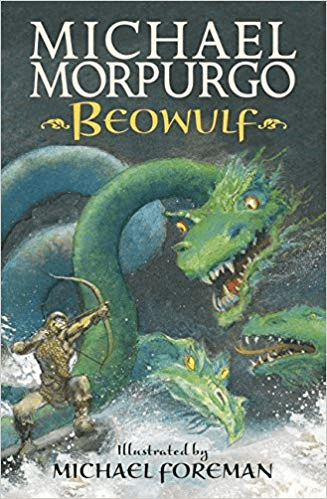 MICHAEL
MORPURGO
BEOWULF
Illustrated by
MICHAEL FOREMAN